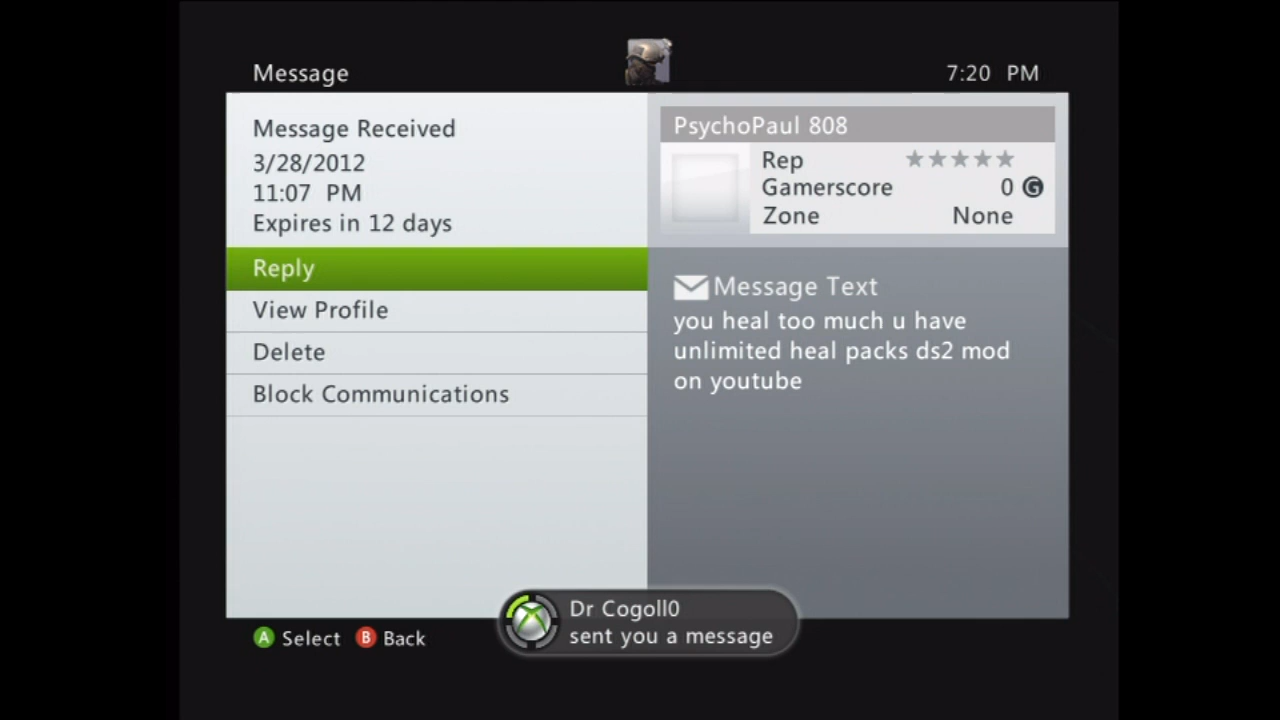 Message
7:20 PM
Message Received
3/28/2012
11:07 PM
Expires in 12 days
Reply
View Profile
Delete
Block Communications
PsychoPaul 808
Rep
Gamerscore 0 G
Zone None
Message Text
you heal too much u have
unlimited heal packs ds2 mod
on youtube
Dr Cogoll0
sent you a message
A Select B Back